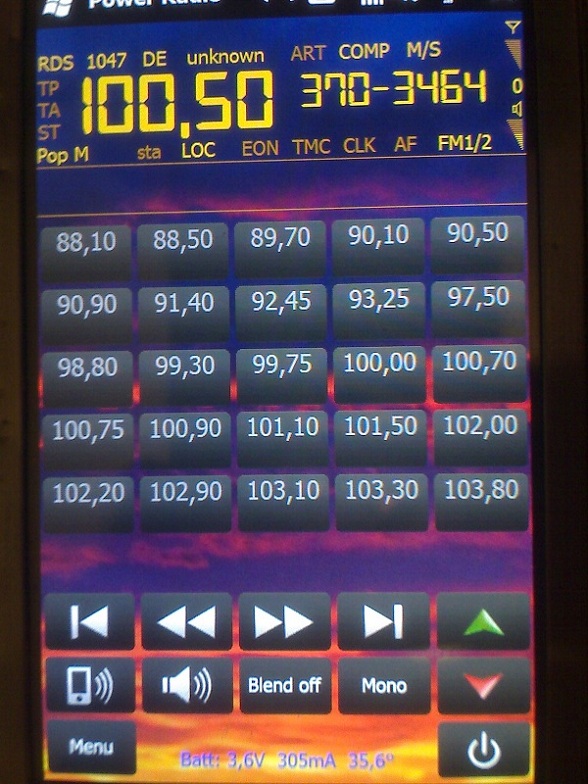 Power Radio
RDS 1047 DE unknown ART COMP M/S
TP
TA
ST
100,50 370-3464 0
Pop M sta LOC EON TMC CLK AF FM1/2
88,10 88,50 89,70 90,10 90,50
90,90 91,40 92,45 93,25 97,50
98,80 99,30 99,75 100,00 100,70
100,75 100,90 101,10 101,50 102,00
102,20 102,90 103,10 103,30 103,80
Blend off Mono
Menu
Batt: 3,6V 305mA 35,6°